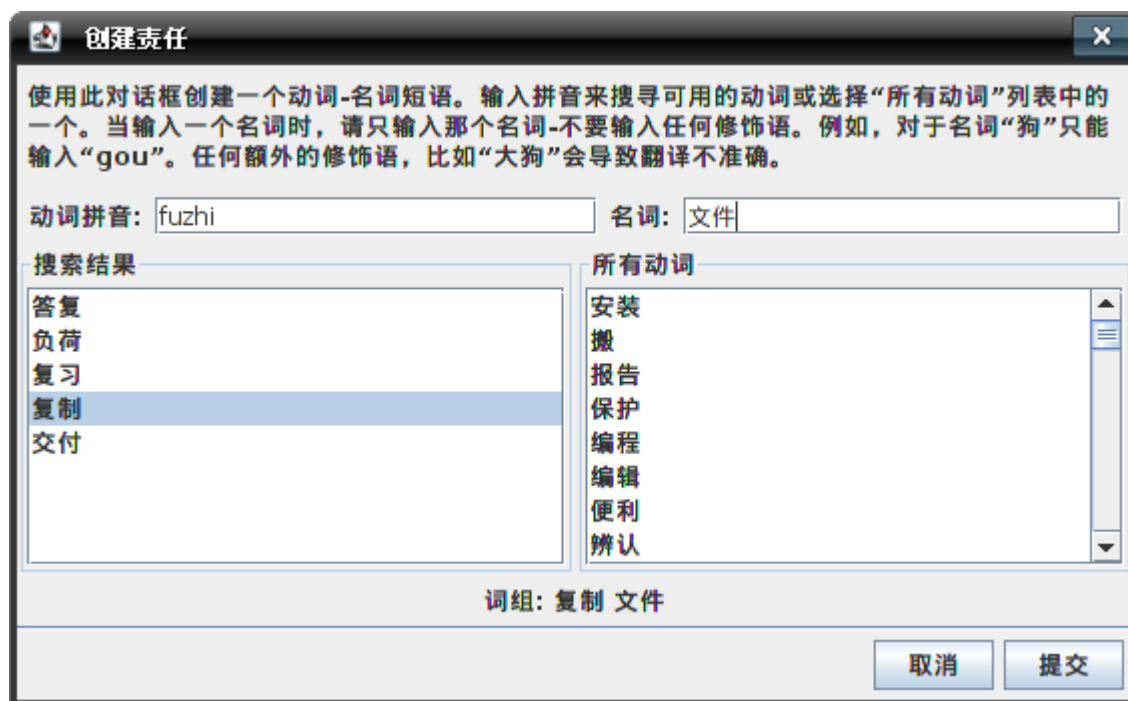 创建责任
使用此对话框创建一个动词-名词短语。输入拼音来搜寻可用的动词或选择“所有动词”列表中的
一个。当输入一个名词时，请只输入那个名词-不要输入任何修饰语。例如，对于名词“狗”只能
输入“gou”。任何额外的修饰语，比如“大狗”会导致翻译不准确。
动词拼音: fuzhi 名词: 文件
搜索结果
答复
负荷
复习
复制
交付
所有动词
安装
搬
报告
保护
编程
编辑
便利
辨认
词组: 复制 文件
取消 提交